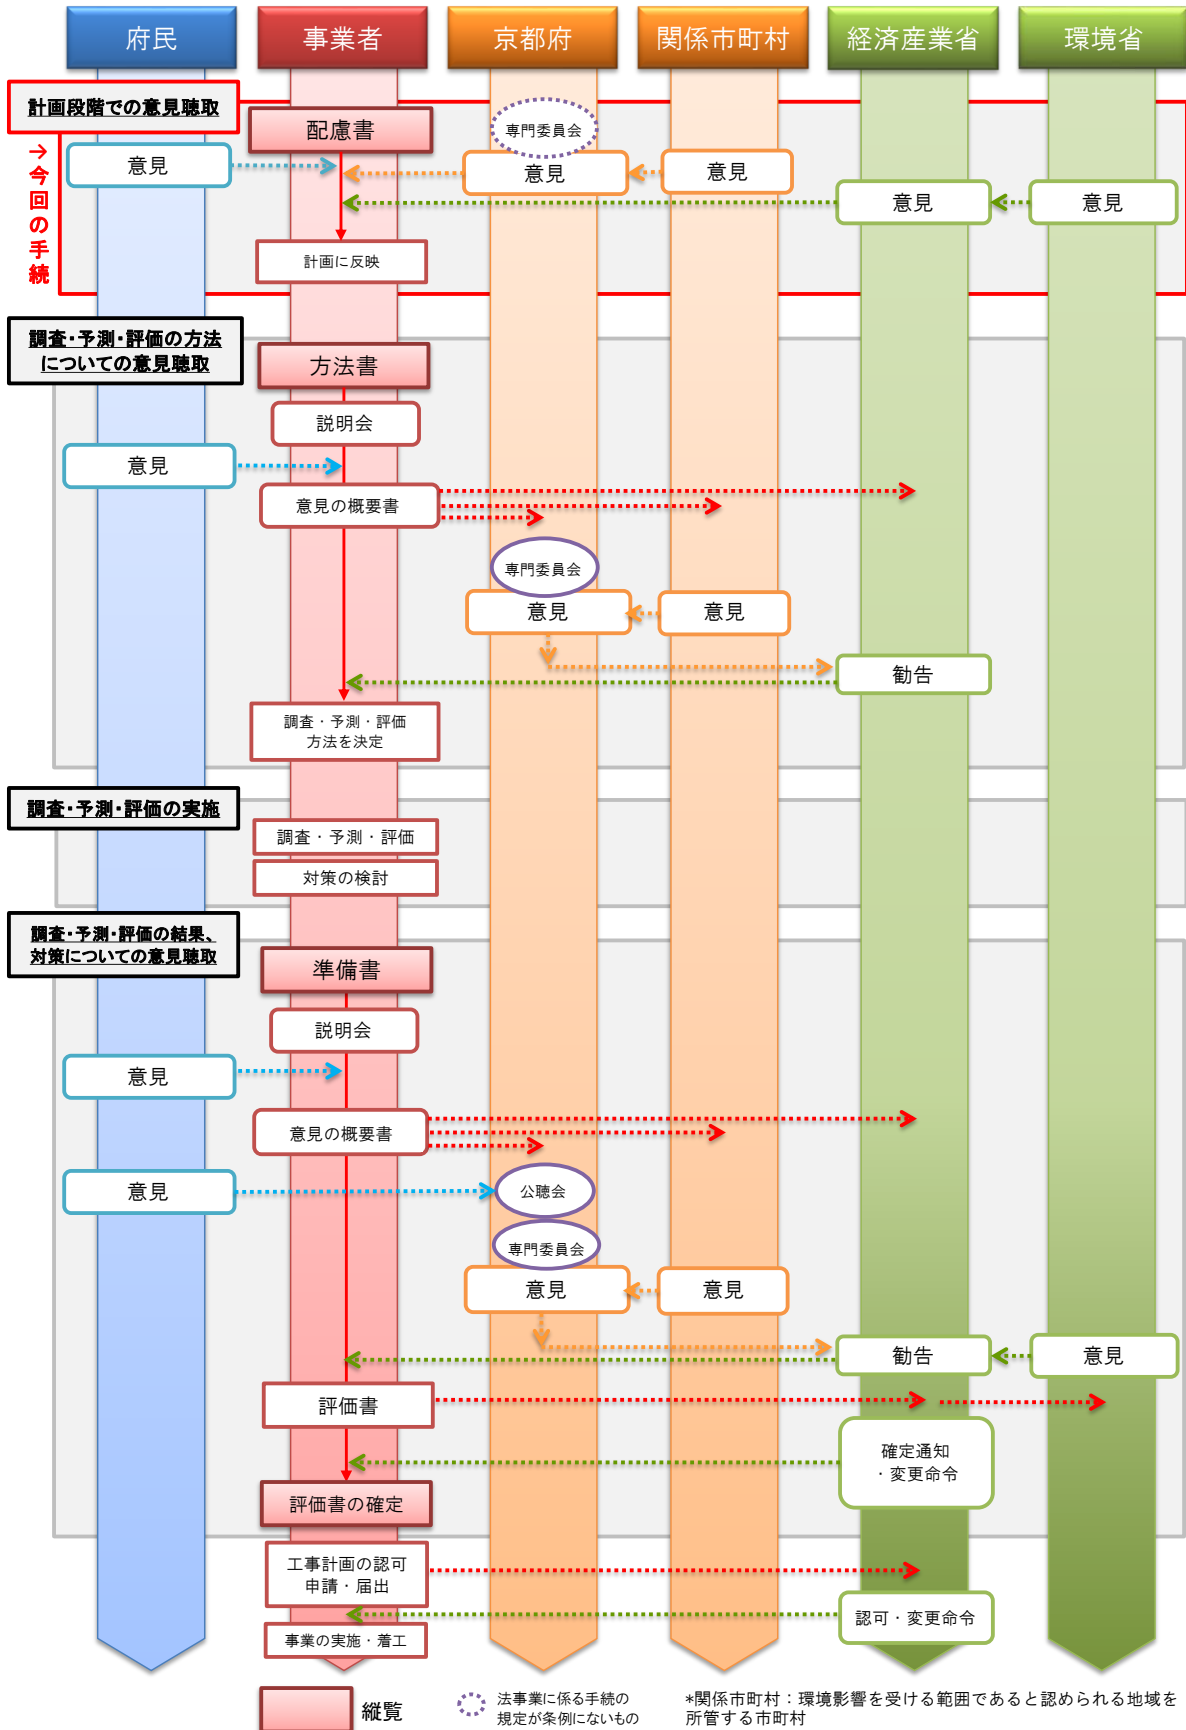 府民
事業者
京都府
関係市町村
経済産業省
環境省
計画段階での意見聴取
→今回の手続
配慮書
専門委員会
意見
意見
意見
意見
意見
計画に反映
調査・予測・評価の方法
についての意見聴取
方法書
説明会
意見
意見の概要書
専門委員会
意見
意見
勧告
調査・予測・評価
方法を決定
調査・予測・評価の実施
調査・予測・評価
対策の検討
調査・予測・評価の結果、
対策についての意見聴取
準備書
説明会
意見
意見の概要書
意見
公聴会
専門委員会
意見
意見
勧告
意見
評価書
確定通知
・変更命令
評価書の確定
工事計画の認可
申請・届出
認可・変更命令
事業の実施・着工
縦覧
法事業に係る手続の
規定が条例にないもの
*関係市町村：環境影響を受ける範囲であると認められる地域を
所管する市町村